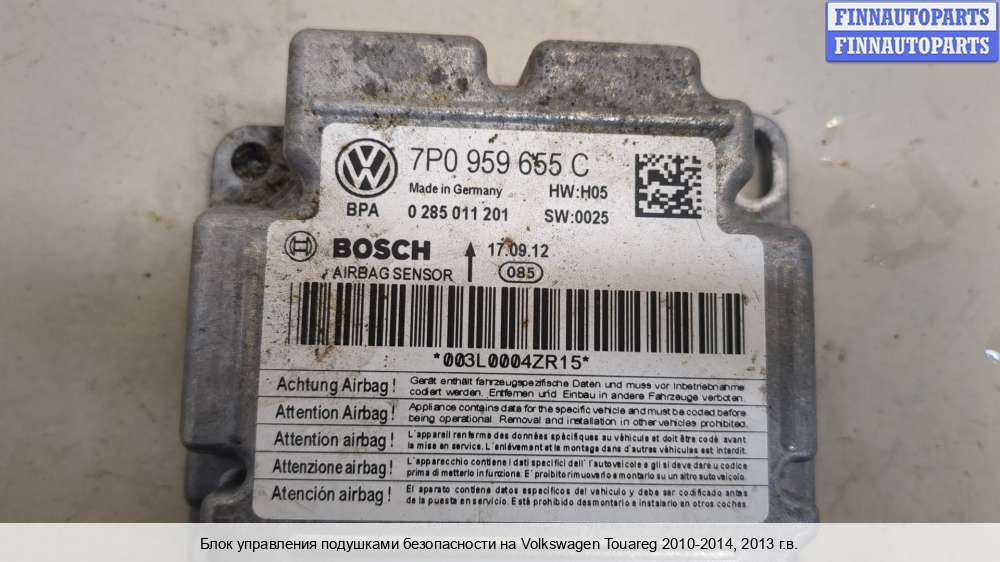 FINNAUTOPARTS
FINNAUTOPARTS
7P0 959 655 C
Made in Germany HW:H05
BPA 0 285 011 201 SW:0025
BOSCH 17.09.12
AIRBAG SENSOR 085
*003L0004ZR15*
Achtung Airbag! Gerät enthält fahrzeugspezifische Daten und muss vor Inbetriebnahme
codiert werden. Entfernen und Einbau in andere Fahrzeuge verboten.
Attention Airbag! Appliance contains data for the specific vehicle and must be coded before
being operational. Removal and installation in other vehicles prohibited.
Attention airbag! L'appareil renferme des données spécifiques au véhicule et doit être codé avant
la mise en service. L'enlèvement et le montage dans d'autres véhicules est interdit.
Attenzione airbag! L'apparecchio contiene i dati specifici dell'autoveicolo e gli si deve dare u codice
prima di metterlo in funzione. E' proibito rimuoverlo e montarlo su un altro autoveicolo.
Atención airbag! El aparato contiene datos específicos del vehículo y debe ser codificado antes
de la puesta en servicio. Está prohibido desmontarlo e instalarlo en otros coches.
Блок управления подушками безопасности на Volkswagen Touareg 2010-2014, 2013 г.в.